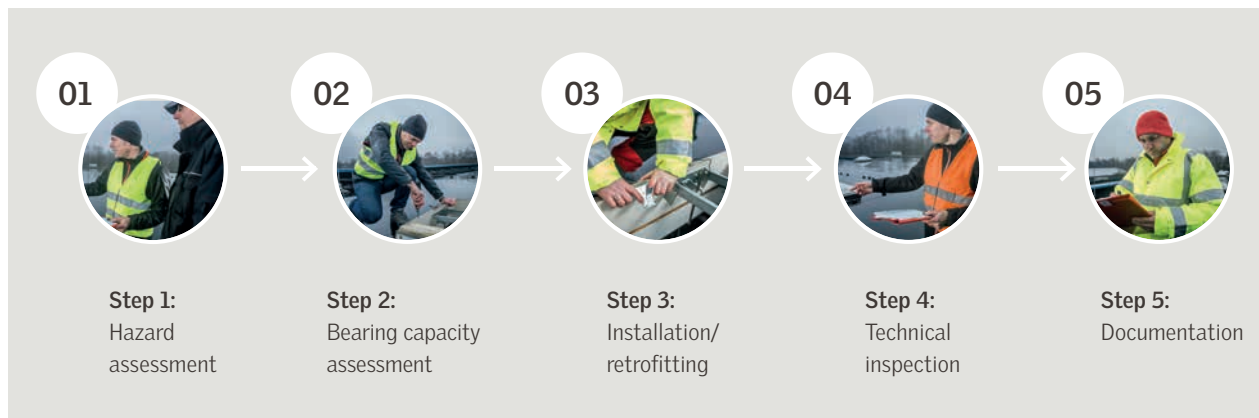 01
02
03
04
05
Step 1:
Hazard
assessment
Step 2:
Bearing capacity
assessment
Step 3:
Installation/
retrofitting
Step 4:
Technical
inspection
Step 5:
Documentation